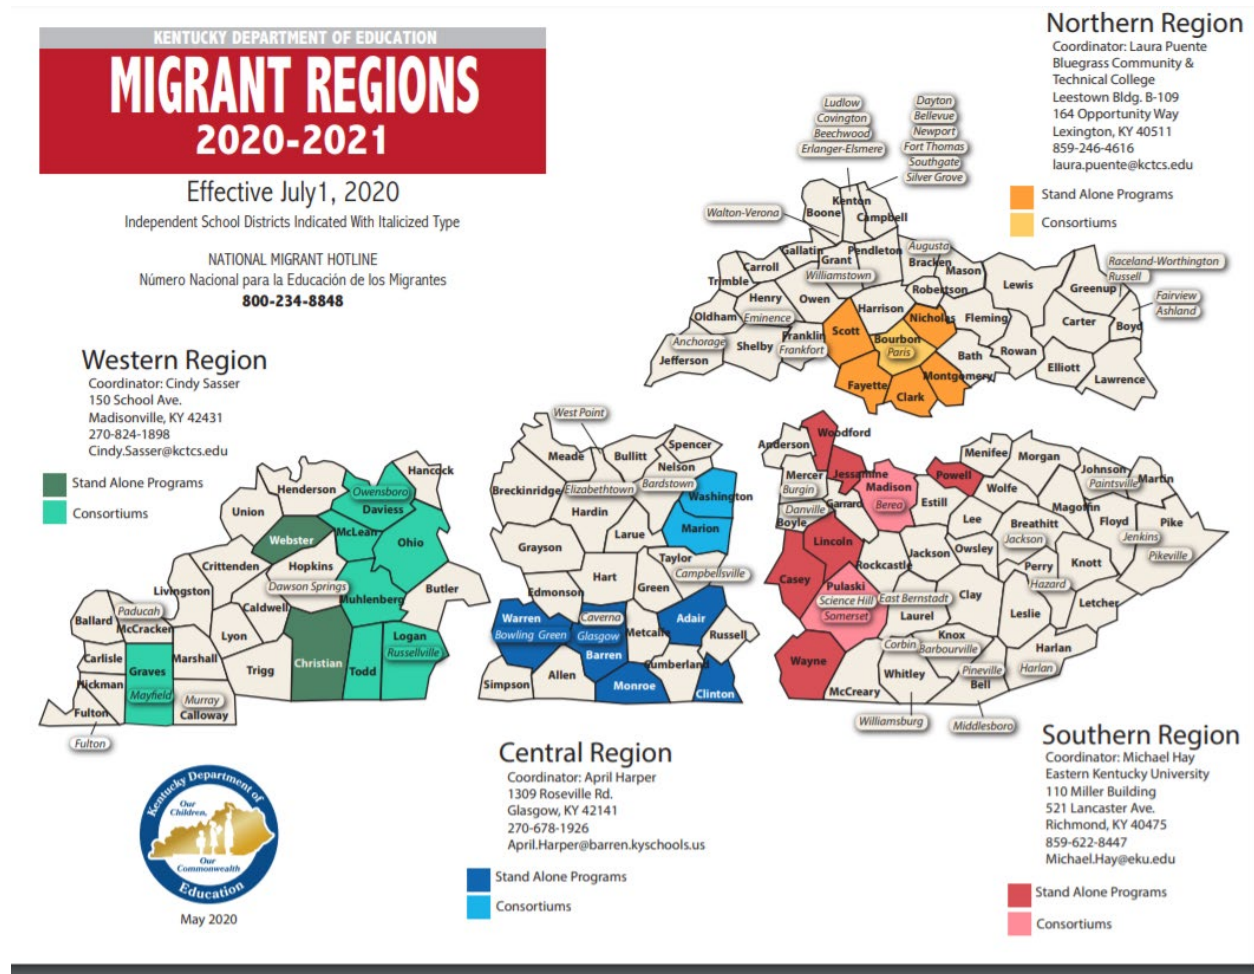 KENTUCKY DEPARTMENT OF EDUCATION
MIGRANT REGIONS
2020-2021
Effective July1, 2020
Independent School Districts Indicated With Italicized Type
NATIONAL MIGRANT HOTLINE
Número Nacional para la Educación de los Migrantes
800-234-8848
Northern Region
Coordinator: Laura Puente
Bluegrass Community &
Technical College
Leestown Bldg. B-109
164 Opportunity Way
Lexington, KY 40511
859-246-4616
laura.puente@kctcs.edu
Stand Alone Programs
Consortiums
Ludlow
Covington
Beechwood
Erlanger-Elsmere
Dayton
Bellevue
Newport
Fort Thomas
Southgate
Silver Grove
Walton-Verona
Boone
Kenton
Campbell
Gallatin
Grant
Pendleton
Williamstown
Augusta
Bracken
Mason
Robertson
Lewis
Raceland-Worthington
Russell
Greenup
Fairview
Ashland
Carroll
Trimble
Henry
Owen
Harrison
Oldham
Eminence
Franklin
Frankfort
Scott
Nicholas
Fleming
Carter
Boyd
Anchorage
Jefferson
Shelby
Bourbon
Paris
Bath
Rowan
Elliott
Lawrence
Fayette
Clark
Montgomery
Western Region
Coordinator: Cindy Sasser
150 School Ave.
Madisonville, KY 42431
270-824-1898
Cindy.Sasser@kctcs.edu
Stand Alone Programs
Consortiums
Hancock
Henderson
Owensboro
Daviess
Union
McLean
Ohio
Webster
Hopkins
Crittenden
Dawson Springs
Butler
Livingston
Muhlenberg
Caldwell
Paducah
Ballard
McCracken
Lyon
Logan
Russellville
Carlisle
Graves
Marshall
Trigg
Christian
Todd
Hickman
Mayfield
Murray
Calloway
Fulton
Fulton
West Point
Spencer
Meade
Bullitt
Nelson
Bardstown
Breckinridge
Elizabethtown
Washington
Hardin
Marion
Larue
Grayson
Taylor
Campbellsville
Hart
Green
Edmonson
Warren
Caverna
Adair
Bowling Green
Glasgow
Metcalfe
Russell
Barren
Cumberland
Allen
Simpson
Monroe
Clinton
Central Region
Coordinator: April Harper
1309 Roseville Rd.
Glasgow, KY 42141
270-678-1926
April.Harper@barren.kyschools.us
Stand Alone Programs
Consortiums
Woodford
Anderson
Menifee
Morgan
Mercer
Jessamine
Powell
Johnson
Paintsville
Martin
Burgin
Madison
Wolfe
Danville
Garrard
Berea
Estill
Magoffin
Boyle
Lee
Breathitt
Floyd
Pike
Lincoln
Jackson
Jenkins
Jackson
Owsley
Pikeville
Rockcastle
Perry
Knott
Casey
Pulaski
Hazard
Science Hill
East Bernstadt
Clay
Letcher
Somerset
Laurel
Leslie
Knox
Corbin
Barbourville
Harlan
Wayne
Whitley
Pineville
Harlan
Bell
McCreary
Williamsburg
Middlesboro
Southern Region
Coordinator: Michael Hay
Eastern Kentucky University
110 Miller Building
521 Lancaster Ave.
Richmond, KY 40475
859-622-8447
Michael.Hay@eku.edu
Stand Alone Programs
Consortiums
Kentucky Department of
Education
Our
Children,
Our
Commonwealth
May 2020